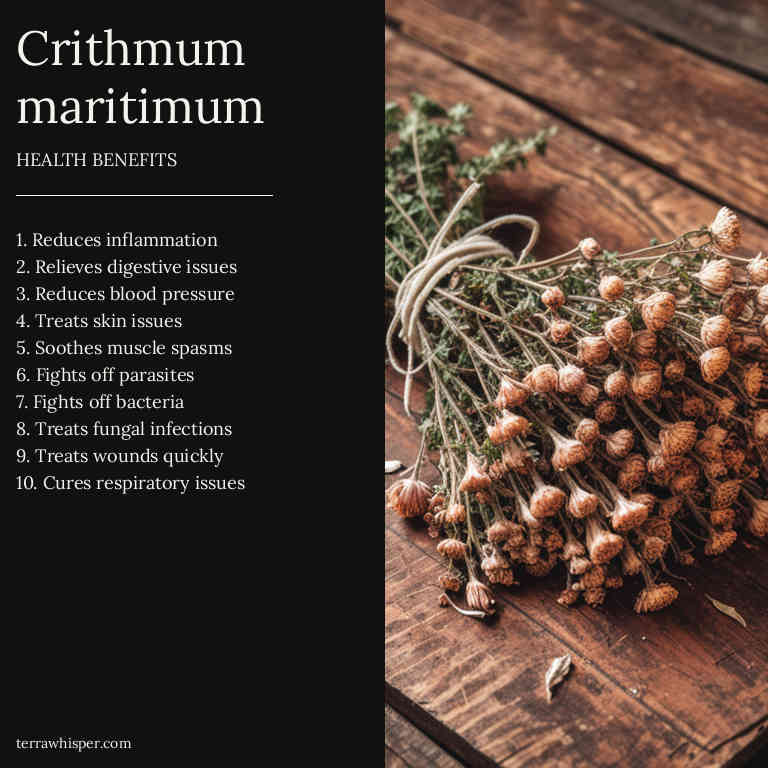 Crithmum
maritimum
HEALTH BENEFITS
1. Reduces inflammation
2. Relieves digestive issues
3. Reduces blood pressure
4. Treats skin issues
5. Soothes muscle spasms
6. Fights off parasites
7. Fights off bacteria
8. Treats fungal infections
9. Treats wounds quickly
10. Cures respiratory issues
terrawhisper.com